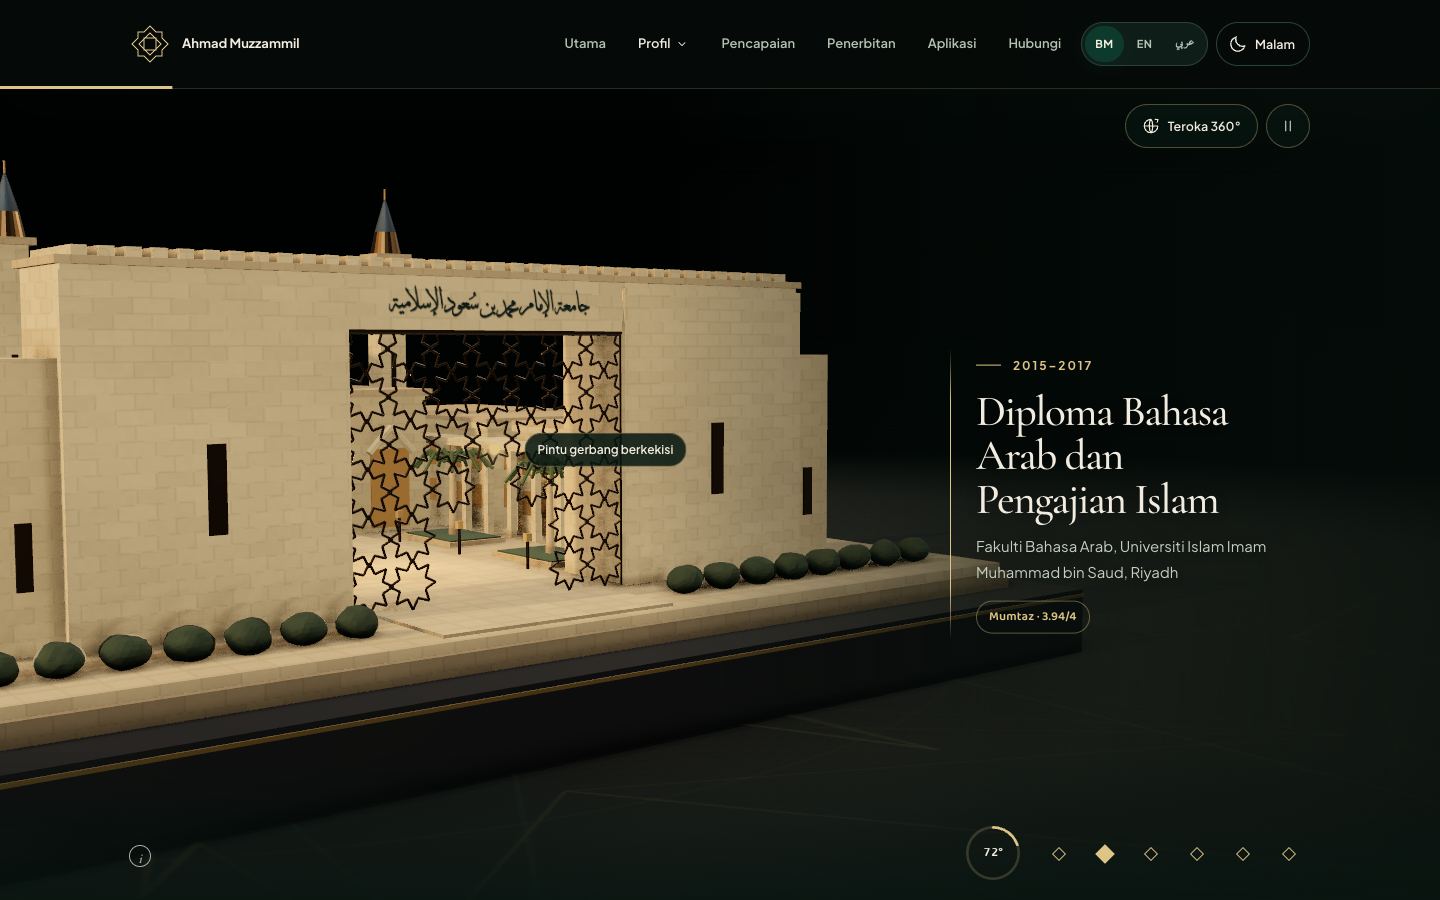 Ahmad Muzzammil
Utama
Profil
Pencapaian
Penerbitan
Aplikasi
Hubungi
BM
EN
عربي
Malam
Teroka 360°
جامعة الإمام محمد بن سعود الإسلامية
Pintu gerbang berkekisi
2015–2017
Diploma Bahasa
Arab dan
Pengajian Islam
Fakulti Bahasa Arab, Universiti Islam Imam
Muhammad bin Saud, Riyadh
Mumtaz · 3.94/4
i
72°